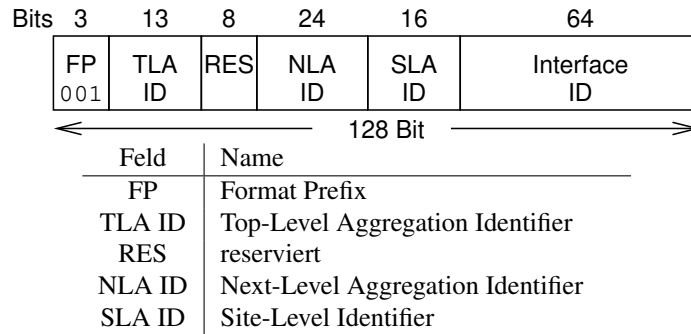 Bits 3 13 8 24 16 64
FP TLA RES NLA SLA Interface
001 ID ID ID ID
128 Bit
Feld Name
FP Format Prefix
TLA ID Top-Level Aggregation Identifier
RES reserviert
NLA ID Next-Level Aggregation Identifier
SLA ID Site-Level Identifier